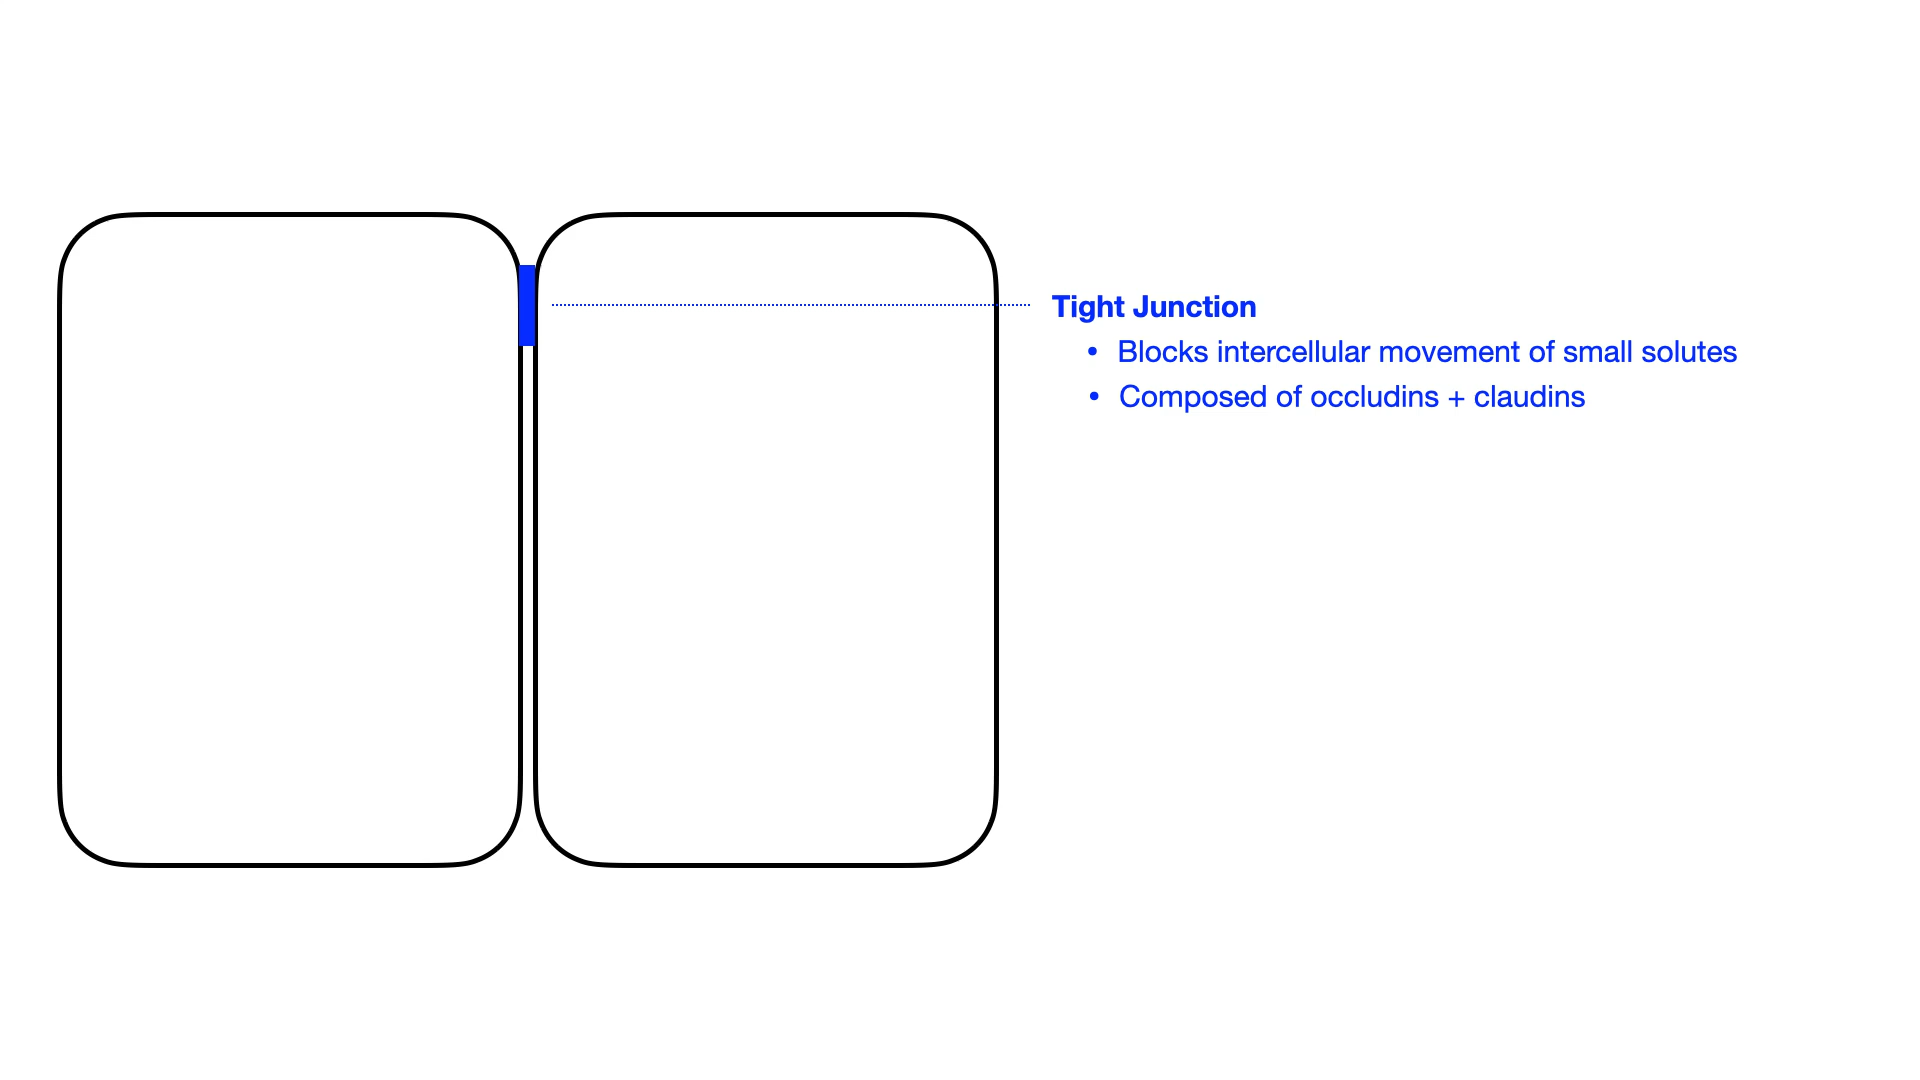 Tight Junction
• Blocks intercellular movement of small solutes
• Composed of occludins + claudins